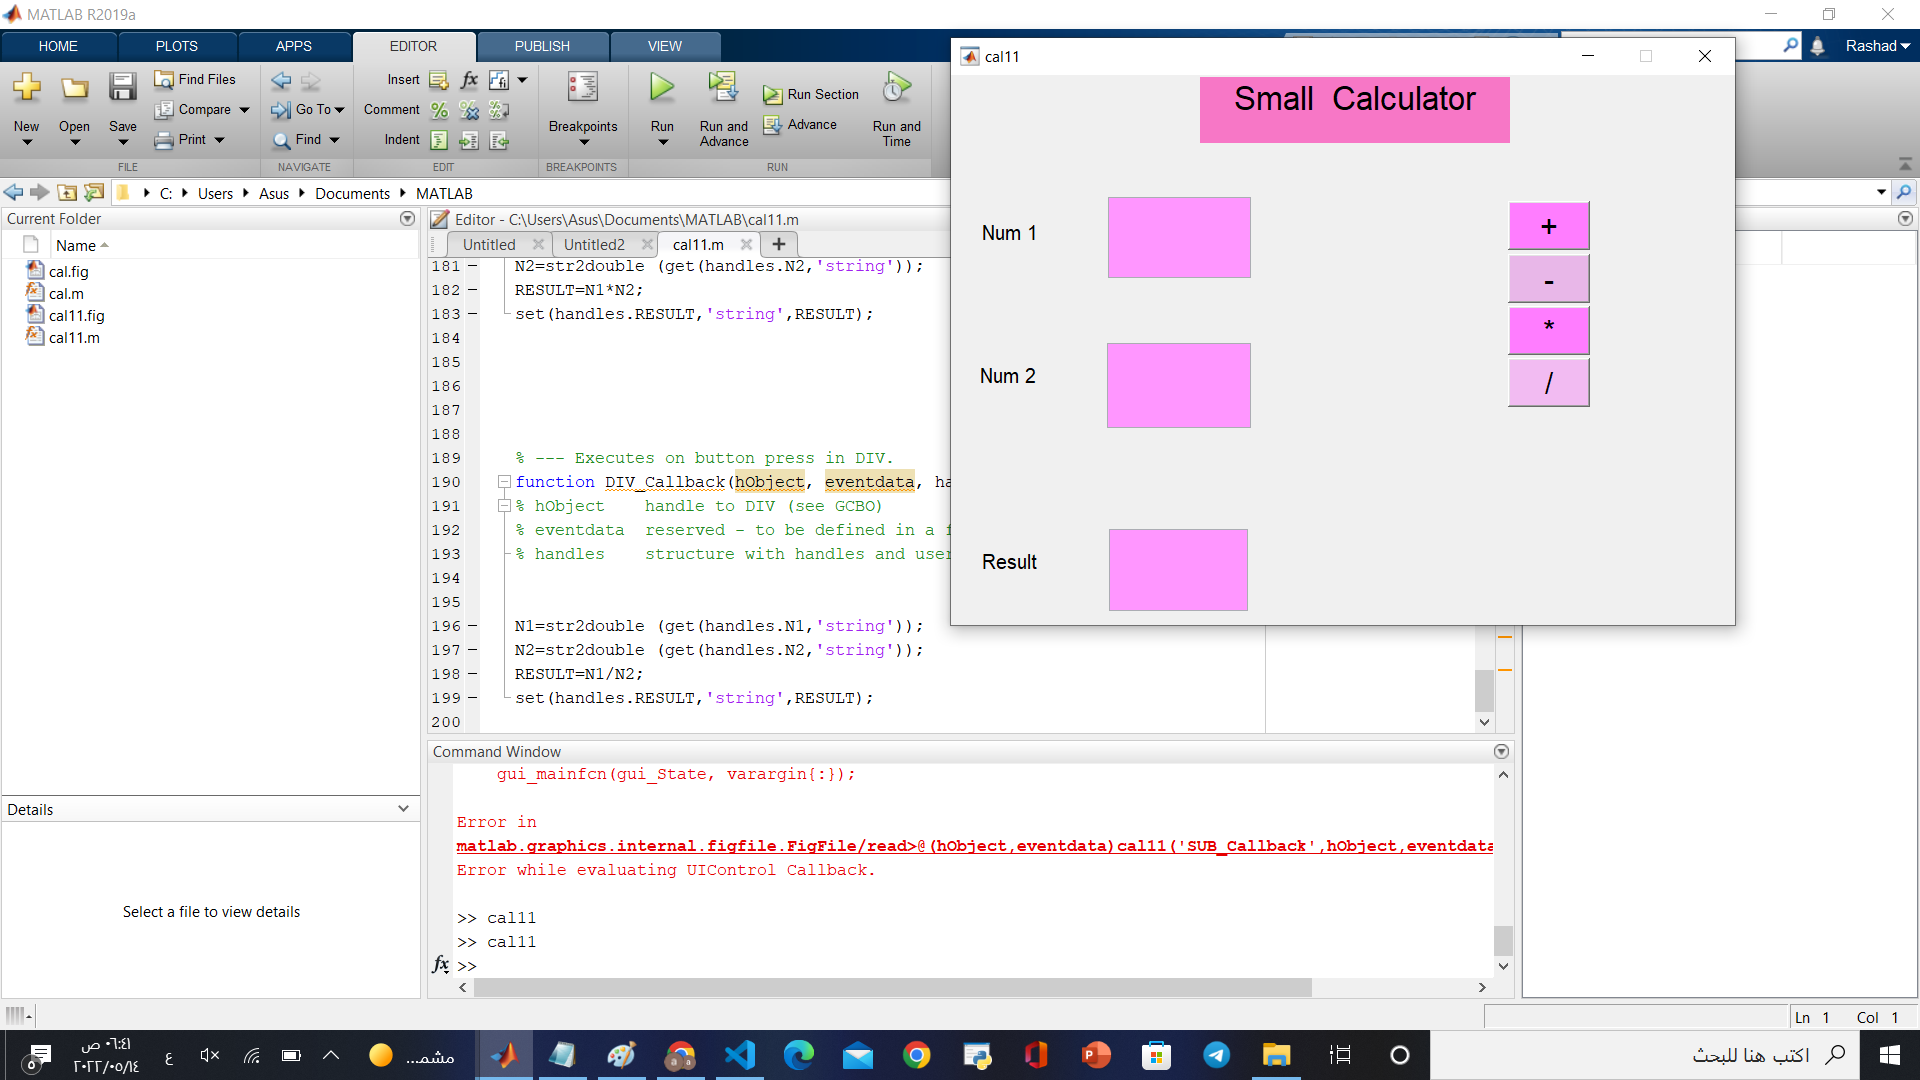 MATLAB R2019a
HOME PLOTS APPS EDITOR PUBLISH VIEW
Rashad
New Open Save
Find Files
Compare
Print
FILE
Go To
Find
NAVIGATE
Insert fx
Comment
Indent
EDIT
Breakpoints
BREAKPOINTS
Run
Run and Advance
Run Section
Advance
Run and Time
RUN
C: Users Asus Documents MATLAB
Current Folder
Name
cal.fig
cal.m
cal11.fig
cal11.m
Details
Select a file to view details
Editor - C:\Users\Asus\Documents\MATLAB\cal11.m
Untitled Untitled2 cal11.m
181 N2=str2double (get(handles.N2,'string'));
182 RESULT=N1*N2;
183 set(handles.RESULT,'string',RESULT);
184
185
186
187
188
189 % --- Executes on button press in DIV.
190 function DIV_Callback(hObject, eventdata, ha
191 % hObject    handle to DIV (see GCBO)
192 % eventdata  reserved - to be defined in a f
193 % handles    structure with handles and user
194
195
196 N1=str2double (get(handles.N1,'string'));
197 N2=str2double (get(handles.N2,'string'));
198 RESULT=N1/N2;
199 set(handles.RESULT,'string',RESULT);
200
cal11
Small Calculator
Num 1
Num 2
Result
+
-
*
/
Command Window
gui_mainfcn(gui_State, varargin{:});
Error in
matlab.graphics.internal.figfile.FigFile/read>@(hObject,eventdata)cal11('SUB_Callback',hObject,eventdata
Error while evaluating UIControl Callback.
>> cal11
>> cal11
fx >>
Ln 1 Col 1
٠٦:٤١ ص
٢٠٢٢/٠٥/١٤
ع
مشمـ...
اكتب هنا للبحث